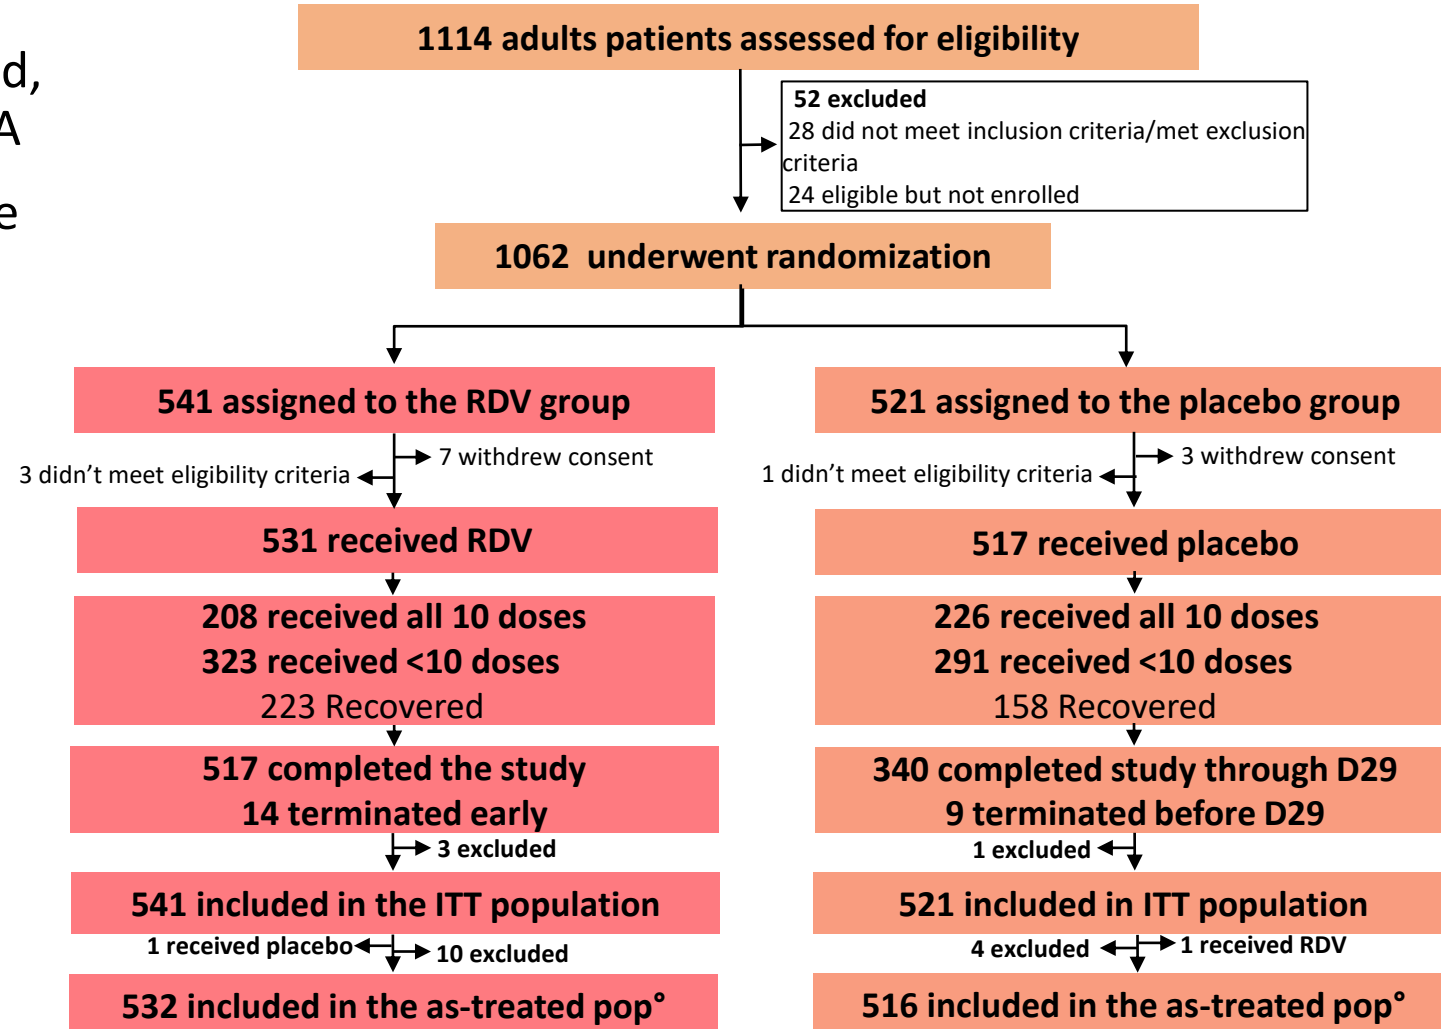 1114 adults patients assessed for eligibility
d,
A
e
52 excluded
28 did not meet inclusion criteria/met exclusion
criteria
24 eligible but not enrolled
1062 underwent randomization
541 assigned to the RDV group
521 assigned to the placebo group
7 withdrew consent
3 didn’t meet eligibility criteria
3 withdrew consent
1 didn’t meet eligibility criteria
531 received RDV
517 received placebo
208 received all 10 doses
323 received <10 doses
223 Recovered
226 received all 10 doses
291 received <10 doses
158 Recovered
517 completed the study
14 terminated early
340 completed study through D29
9 terminated before D29
3 excluded
1 excluded
541 included in the ITT population
521 included in ITT population
1 received placebo
10 excluded
4 excluded
1 received RDV
532 included in the as-treated pop°
516 included in the as-treated pop°